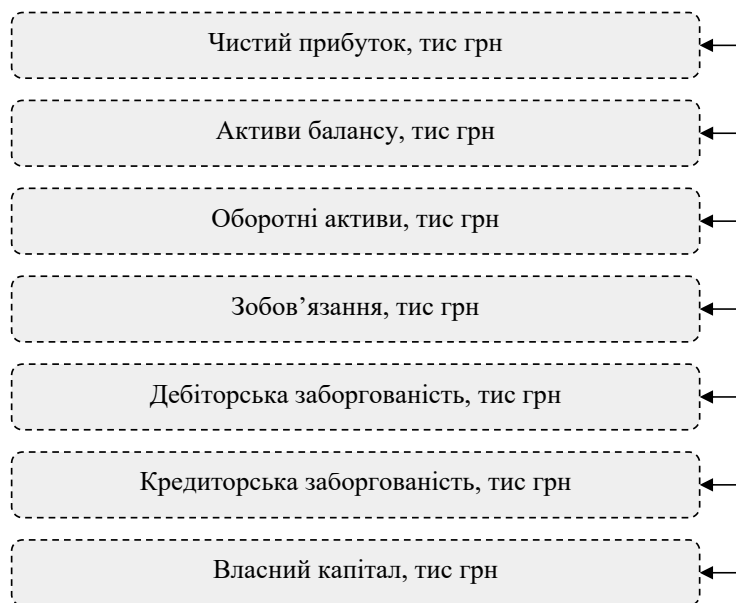 Чистий прибуток, тис грн
Активи балансу, тис грн
Оборотні активи, тис грн
Зобов’язання, тис грн
Дебіторська заборгованість, тис грн
Кредиторська заборгованість, тис грн
Власний капітал, тис грн